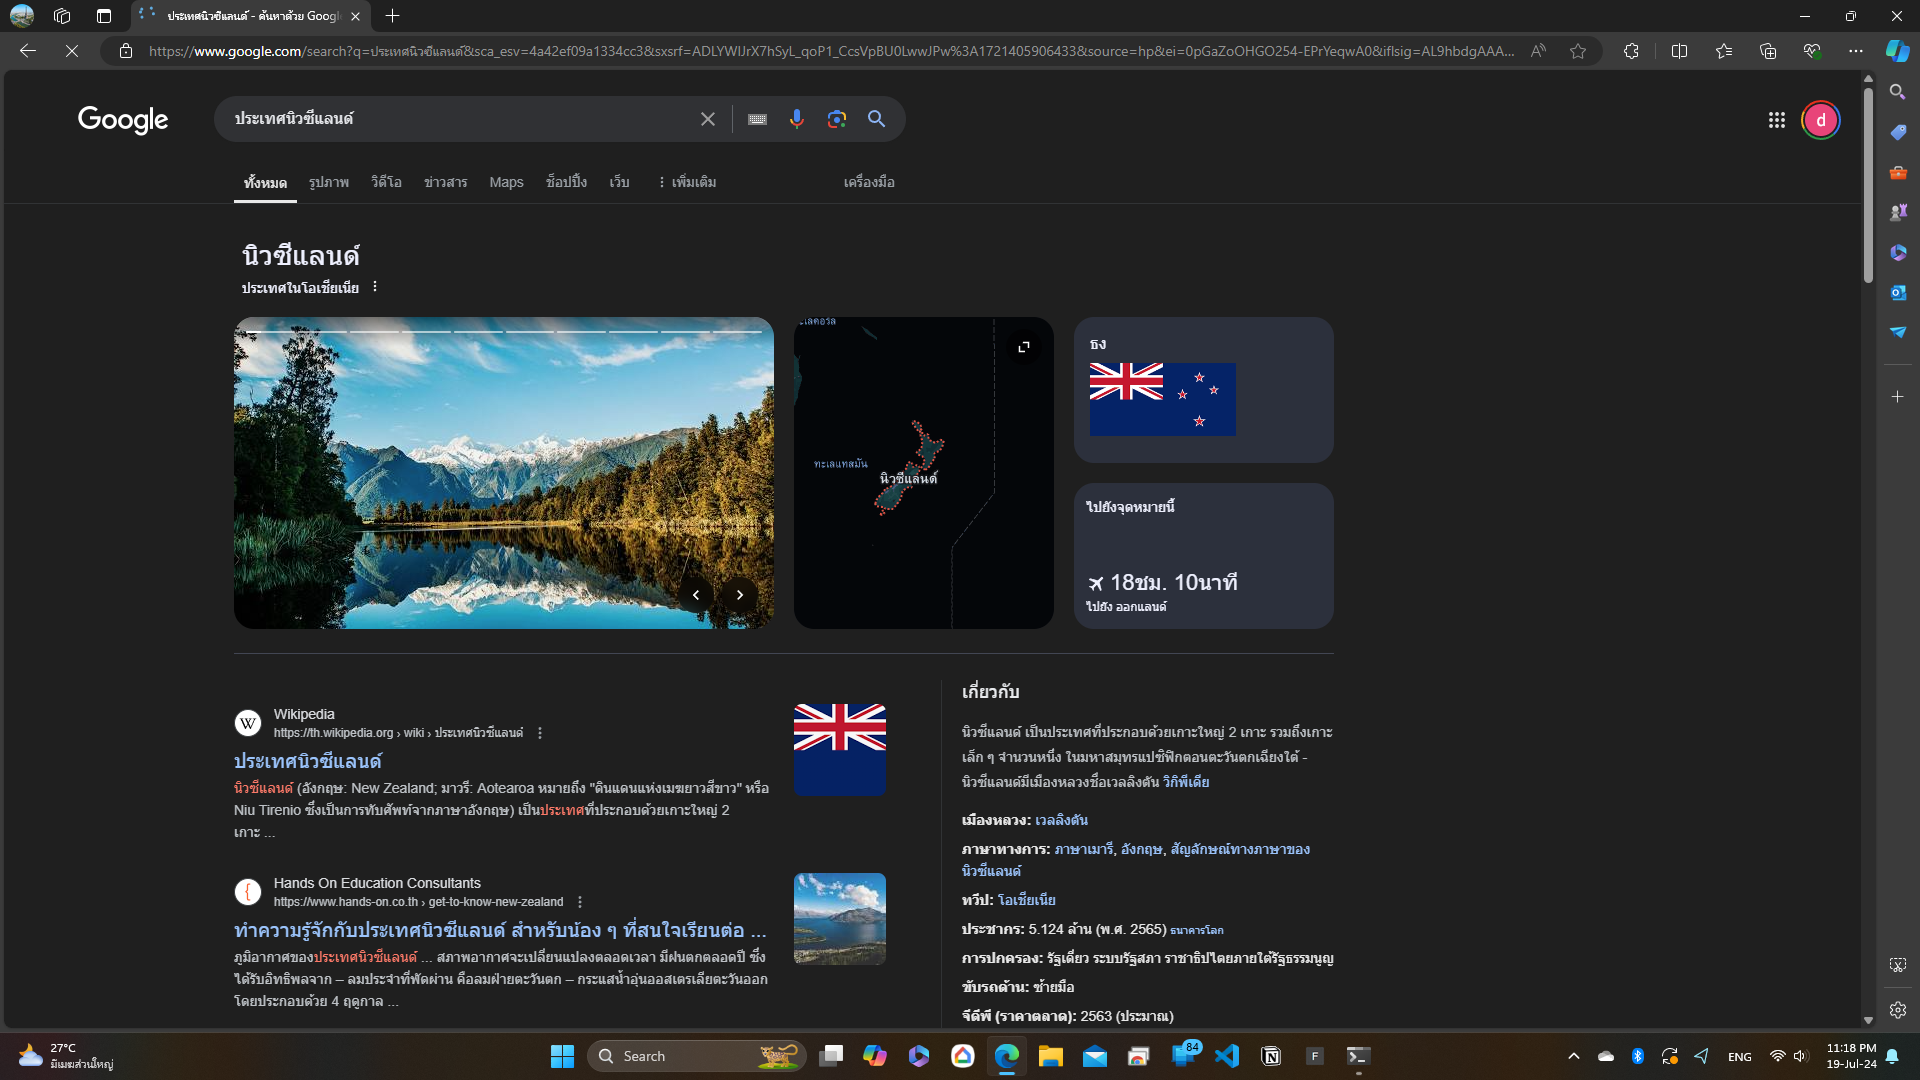 ประเทศนิวซีแลนด์ - ค้นหาด้วย Google
https://www.google.com/search?q=ประเทศนิวซีแลนด์&sca_esv=4a42ef09a1334cc3&sxsrf=ADLYWIJrX7hSyL_qoP1_CcsVpBU0LwwJPw%3A1721405906433&source=hp&ei=0pGaZoOHGO254-EPrYeqwA0&iflsig=AL9hbdgAAA...
Google
ประเทศนิวซีแลนด์
d
ทั้งหมด รูปภาพ วิดีโอ ข่าวสาร Maps ช็อปปิ้ง เว็บ เพิ่มเติม เครื่องมือ
นิวซีแลนด์
ประเทศในโอเชียเนีย
ทะเลแทสมัน
นิวซีแลนด์
ธง
ไปยังจุดหมายนี้
18ชม. 10นาที
ไปยัง ออกแลนด์
W
Wikipedia
https://th.wikipedia.org › wiki › ประเทศนิวซีแลนด์
ประเทศนิวซีแลนด์
นิวซีแลนด์ (อังกฤษ: New Zealand; มาวรี: Aotearoa หมายถึง "ดินแดนแห่งเมฆยาวสีขาว" หรือ
Niu Tirenio ซึ่งเป็นการทับศัพท์จากภาษาอังกฤษ) เป็นประเทศที่ประกอบด้วยเกาะใหญ่ 2
เกาะ ...
Hands On Education Consultants
https://www.hands-on.co.th › get-to-know-new-zealand
ทำความรู้จักกับประเทศนิวซีแลนด์ สำหรับน้อง ๆ ที่สนใจเรียนต่อ ...
ภูมิอากาศของประเทศนิวซีแลนด์ ... สภาพอากาศจะเปลี่ยนแปลงตลอดเวลา มีฝนตกตลอดปี ซึ่ง
ได้รับอิทธิพลจาก – ลมประจำที่พัดผ่าน คือลมฝ่ายตะวันตก – กระแสน้ำอุ่นออสเตรเลียตะวันออก
โดยประกอบด้วย 4 ฤดูกาล ...
เกี่ยวกับ
นิวซีแลนด์ เป็นประเทศที่ประกอบด้วยเกาะใหญ่ 2 เกาะ รวมถึงเกาะ
เล็ก ๆ จำนวนหนึ่ง ในมหาสมุทรแปซิฟิกตอนตะวันตกเฉียงใต้ -
นิวซีแลนด์มีเมืองหลวงชื่อเวลลิงตัน วิกิพีเดีย
เมืองหลวง: เวลลิงตัน
ภาษาทางการ: ภาษาเมารี, อังกฤษ, สัญลักษณ์ทางภาษาของ
นิวซีแลนด์
ทวีป: โอเชียเนีย
ประชากร: 5.124 ล้าน (พ.ศ. 2565) ธนาคารโลก
การปกครอง: รัฐเดี่ยว ระบบรัฐสภา ราชาธิปไตยภายใต้รัฐธรรมนูญ
ขับรถด้าน: ซ้ายมือ
จีดีพี (ราคาตลาด): 2563 (ประมาณ)
27°C
มีเมฆส่วนใหญ่
Search
84
F
ENG
11:18 PM
19-Jul-24